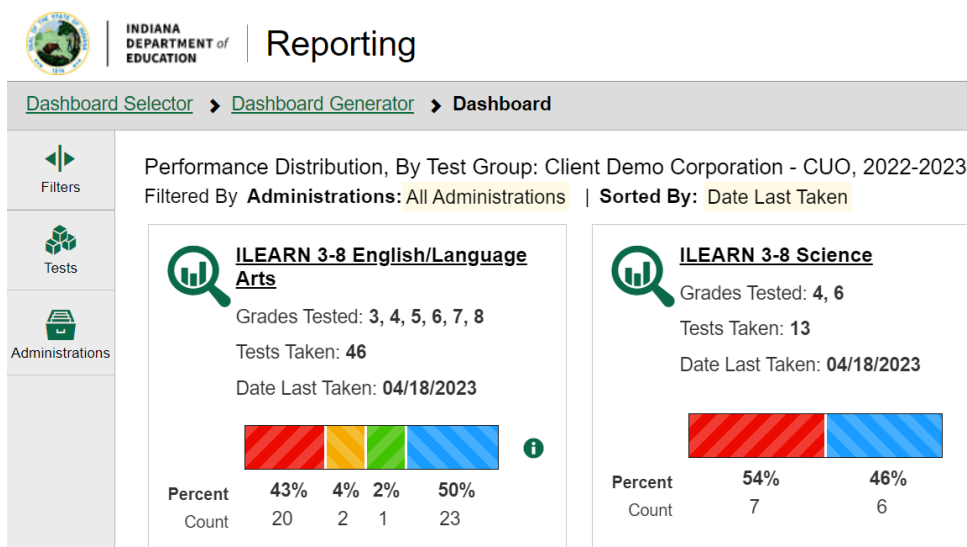 INDIANA
DEPARTMENT of
EDUCATION
Reporting
Dashboard Selector > Dashboard Generator > Dashboard
Filters
Tests
Administrations
Performance Distribution, By Test Group: Client Demo Corporation - CUO, 2022-2023
Filtered By Administrations: All Administrations | Sorted By: Date Last Taken
ILEARN 3-8 English/Language
Arts
Grades Tested: 3, 4, 5, 6, 7, 8
Tests Taken: 46
Date Last Taken: 04/18/2023
Percent 43% 4% 2% 50%
Count 20 2 1 23
ILEARN 3-8 Science
Grades Tested: 4, 6
Tests Taken: 13
Date Last Taken: 04/18/2023
Percent 54% 46%
Count 7 6